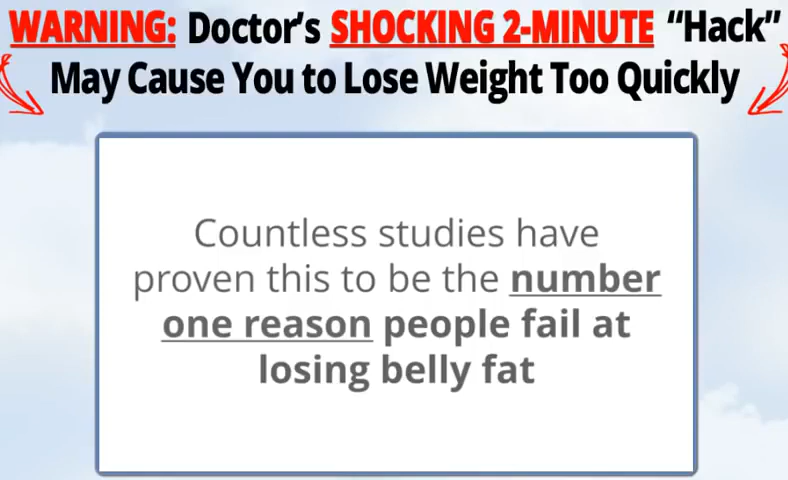 WARNING: Doctor's SHOCKING 2-MINUTE “Hack”
May Cause You to Lose Weight Too Quickly
Countless studies have
proven this to be the number
one reason people fail at
losing belly fat